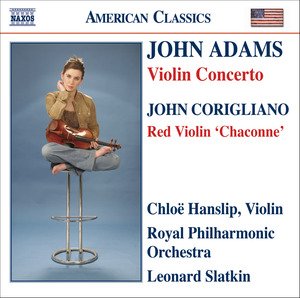 NAXOS
AMERICAN CLASSICS
JOHN ADAMS
Violin Concerto
JOHN CORIGLIANO
Red Violin ‘Chaconne’
Chloë Hanslip, Violin
Royal Philharmonic
Orchestra
Leonard Slatkin